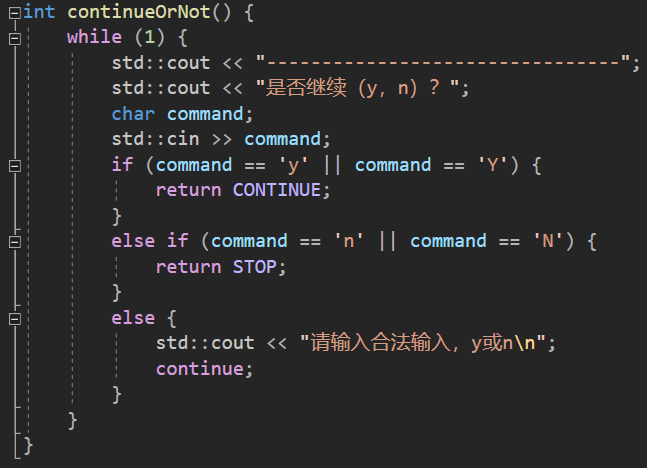 int continueOrNot() {
    while (1) {
        std::cout << "--------------------------------";
        std::cout << "是否继续（y，n）？";
        char command;
        std::cin >> command;
        if (command == 'y' || command == 'Y') {
            return CONTINUE;
        }
        else if (command == 'n' || command == 'N') {
            return STOP;
        }
        else {
            std::cout << "请输入合法输入，y或n\n";
            continue;
        }
    }
}